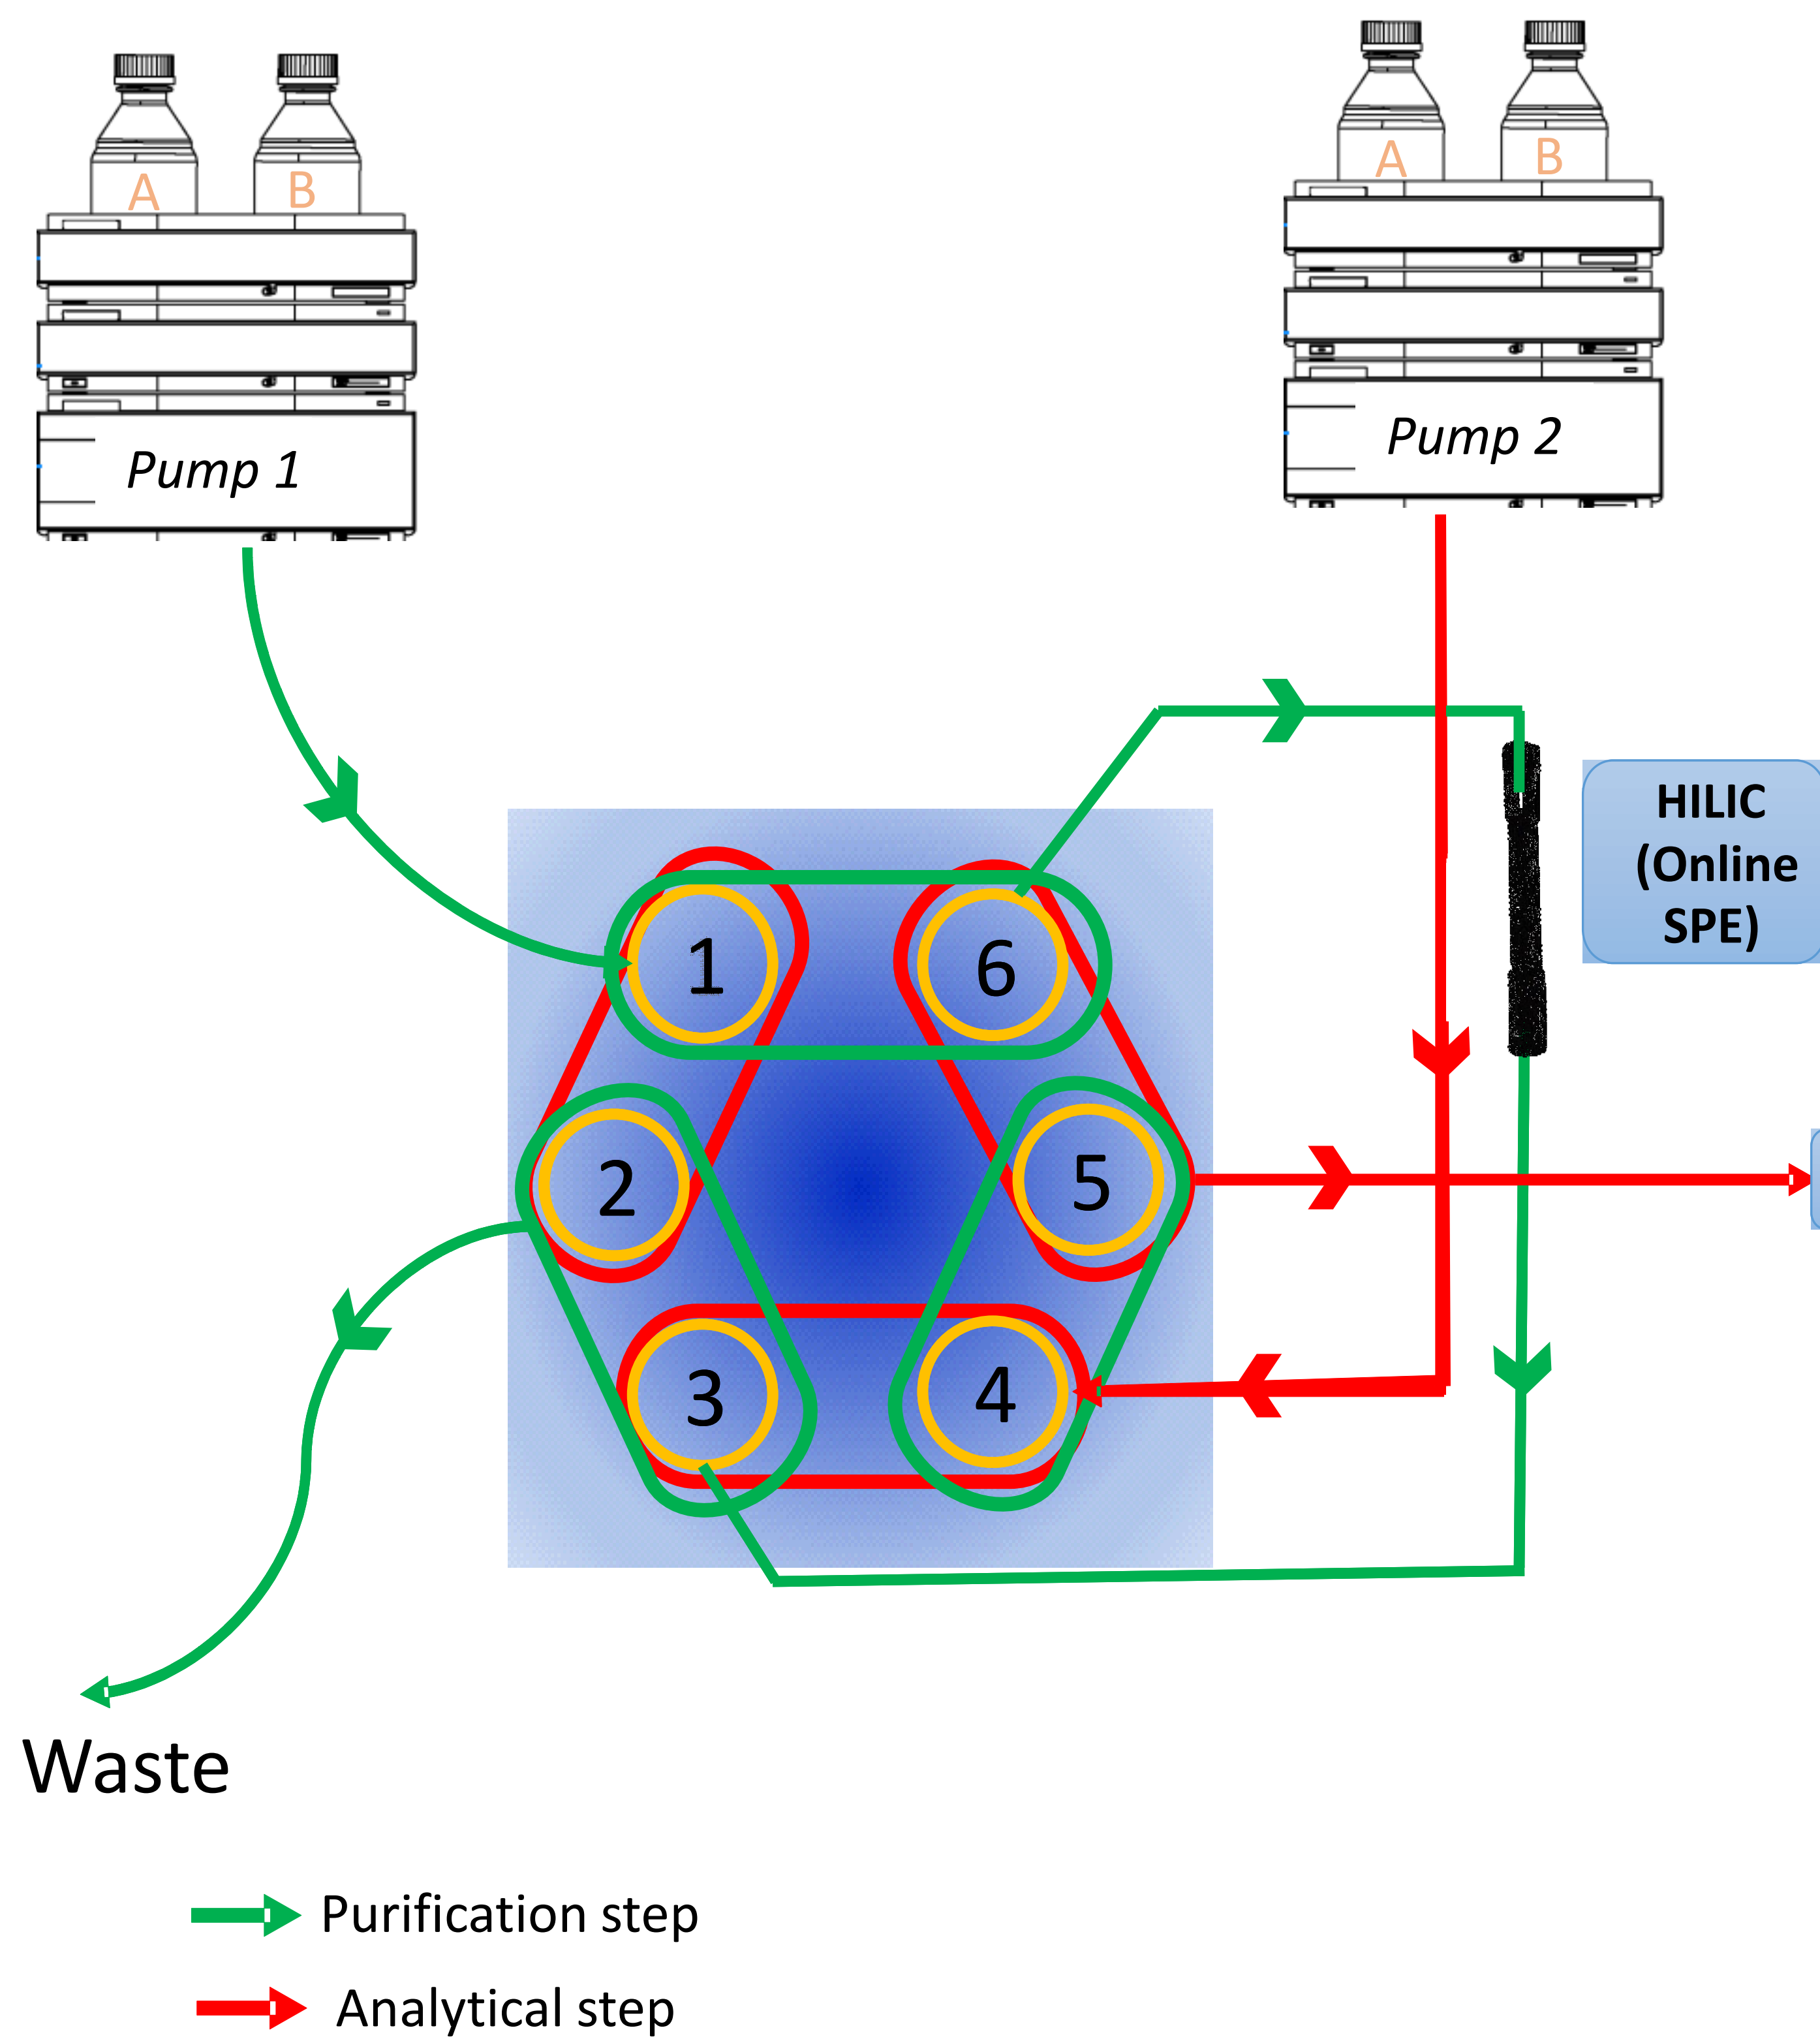 A B
A B
Pump 1
Pump 2
HILIC
(Online
SPE)
1
6
2
5
3
4
Waste
Purification step
Analytical step